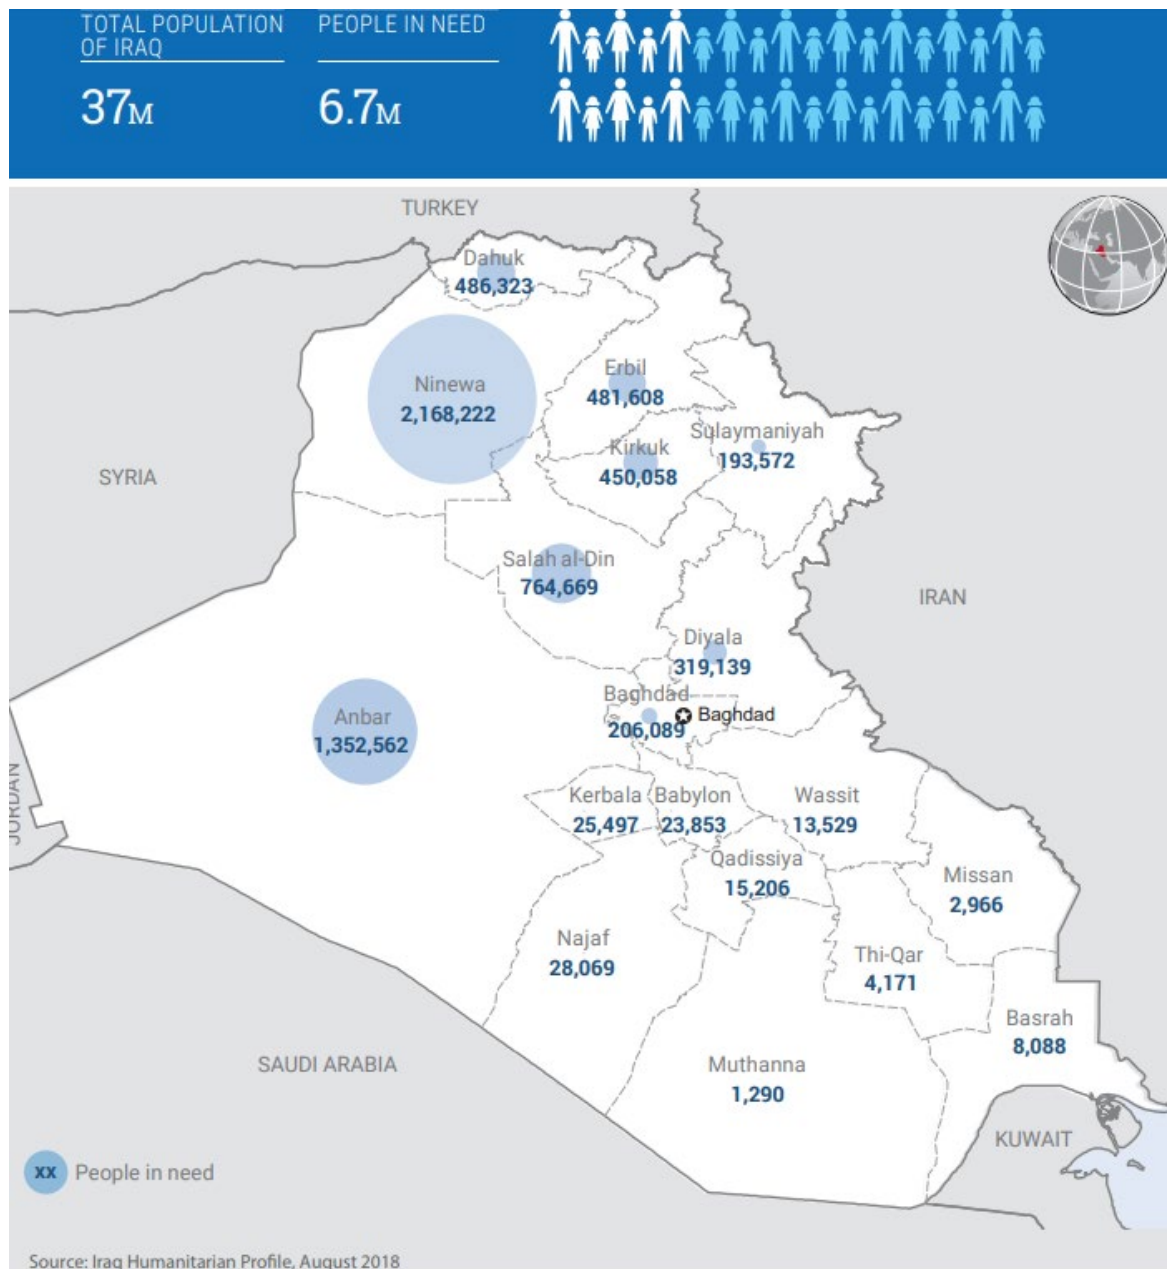 TOTAL POPULATION
OF IRAQ
37M
PEOPLE IN NEED
6.7M
TURKEY
Dahuk
486,323
Ninewa
2,168,222
Erbil
481,608
Sulaymaniyah
193,572
Kirkuk
450,058
SYRIA
Salah al-Din
764,669
IRAN
Diyala
319,139
Baghdad
206,089
Baghdad
Anbar
1,352,562
JORDAN
Kerbala
25,497
Babylon
23,853
Wassit
13,529
Qadissiya
15,206
Missan
2,966
Najaf
28,069
Thi-Qar
4,171
Basrah
8,088
SAUDI ARABIA
Muthanna
1,290
KUWAIT
xx People in need
Source: Iraq Humanitarian Profile, August 2018